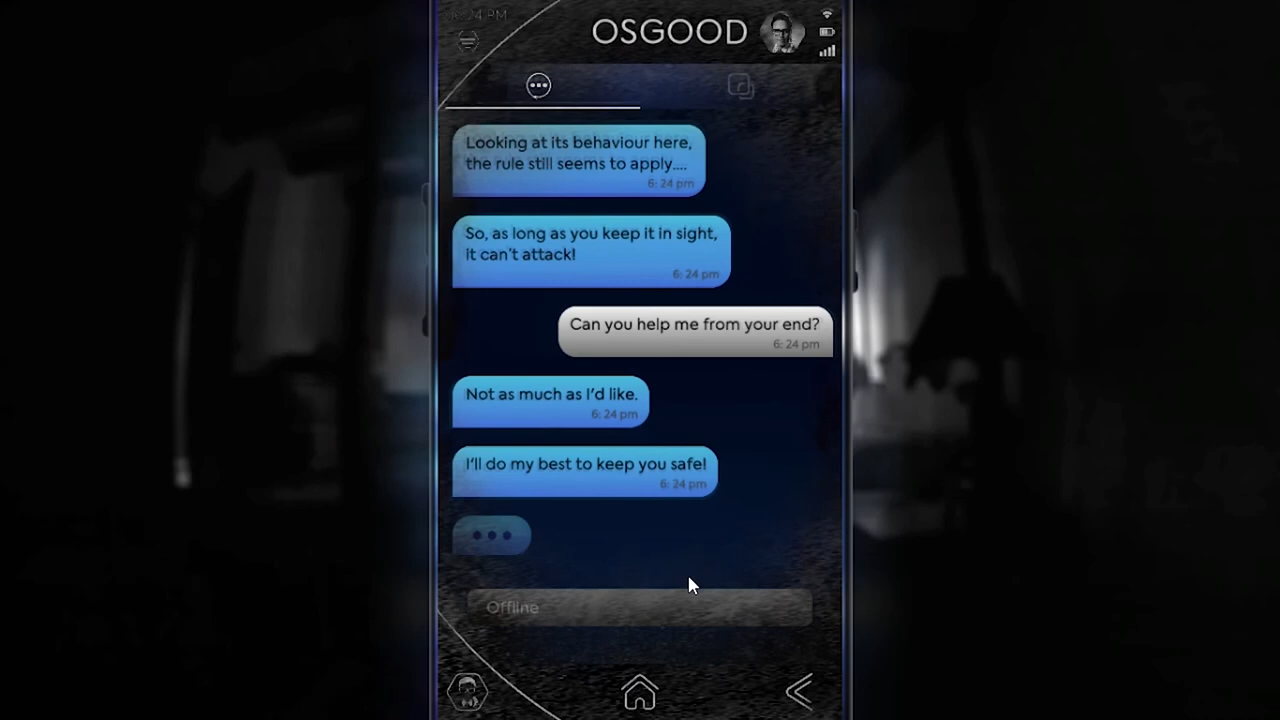 OSGOOD
Looking at its behaviour here,
the rule still seems to apply....
6: 24 pm
So, as long as you keep it in sight,
it can't attack!
6: 24 pm
Can you help me from your end?
6: 24 pm
Not as much as I'd like.
6: 24 pm
I'll do my best to keep you safe!
6: 24 pm
Offline